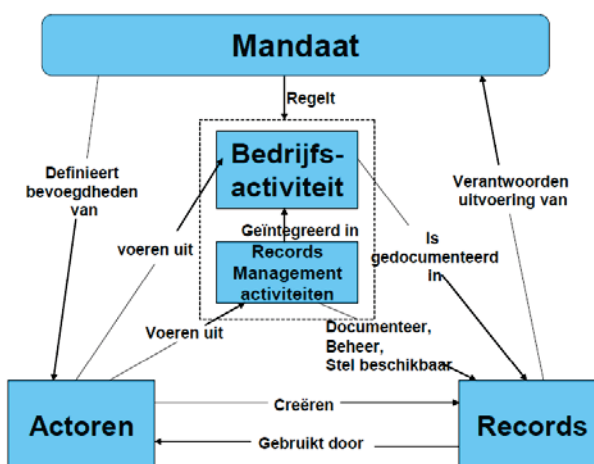 Mandaat
Regelt
Bedrijfs-
activiteit
Definieert
bevoegdheden
van
Verantwoorden
uitvoering van
voeren uit
Geïntegreerd in
Is
gedocumenteerd
in
Records
Management
activiteiten
Voeren uit
Documenteer,
Beheer,
Stel beschikbaar
Actoren
Creëren
Gebruikt door
Records